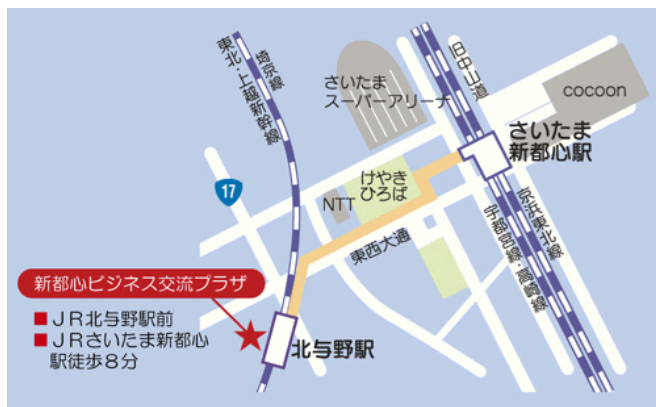 東北・上越新幹線
埼京線
さいたま
スーパーアリーナ
旧中山道
cocoon
さいたま
新都心駅
けやき
ひろば
NTT
17
東西大通
宇都宮線・高崎線
京浜東北線
新都心ビジネス交流プラザ
■ＪＲ北与野駅前
■ＪＲさいたま新都心
駅徒歩８分
北与野駅